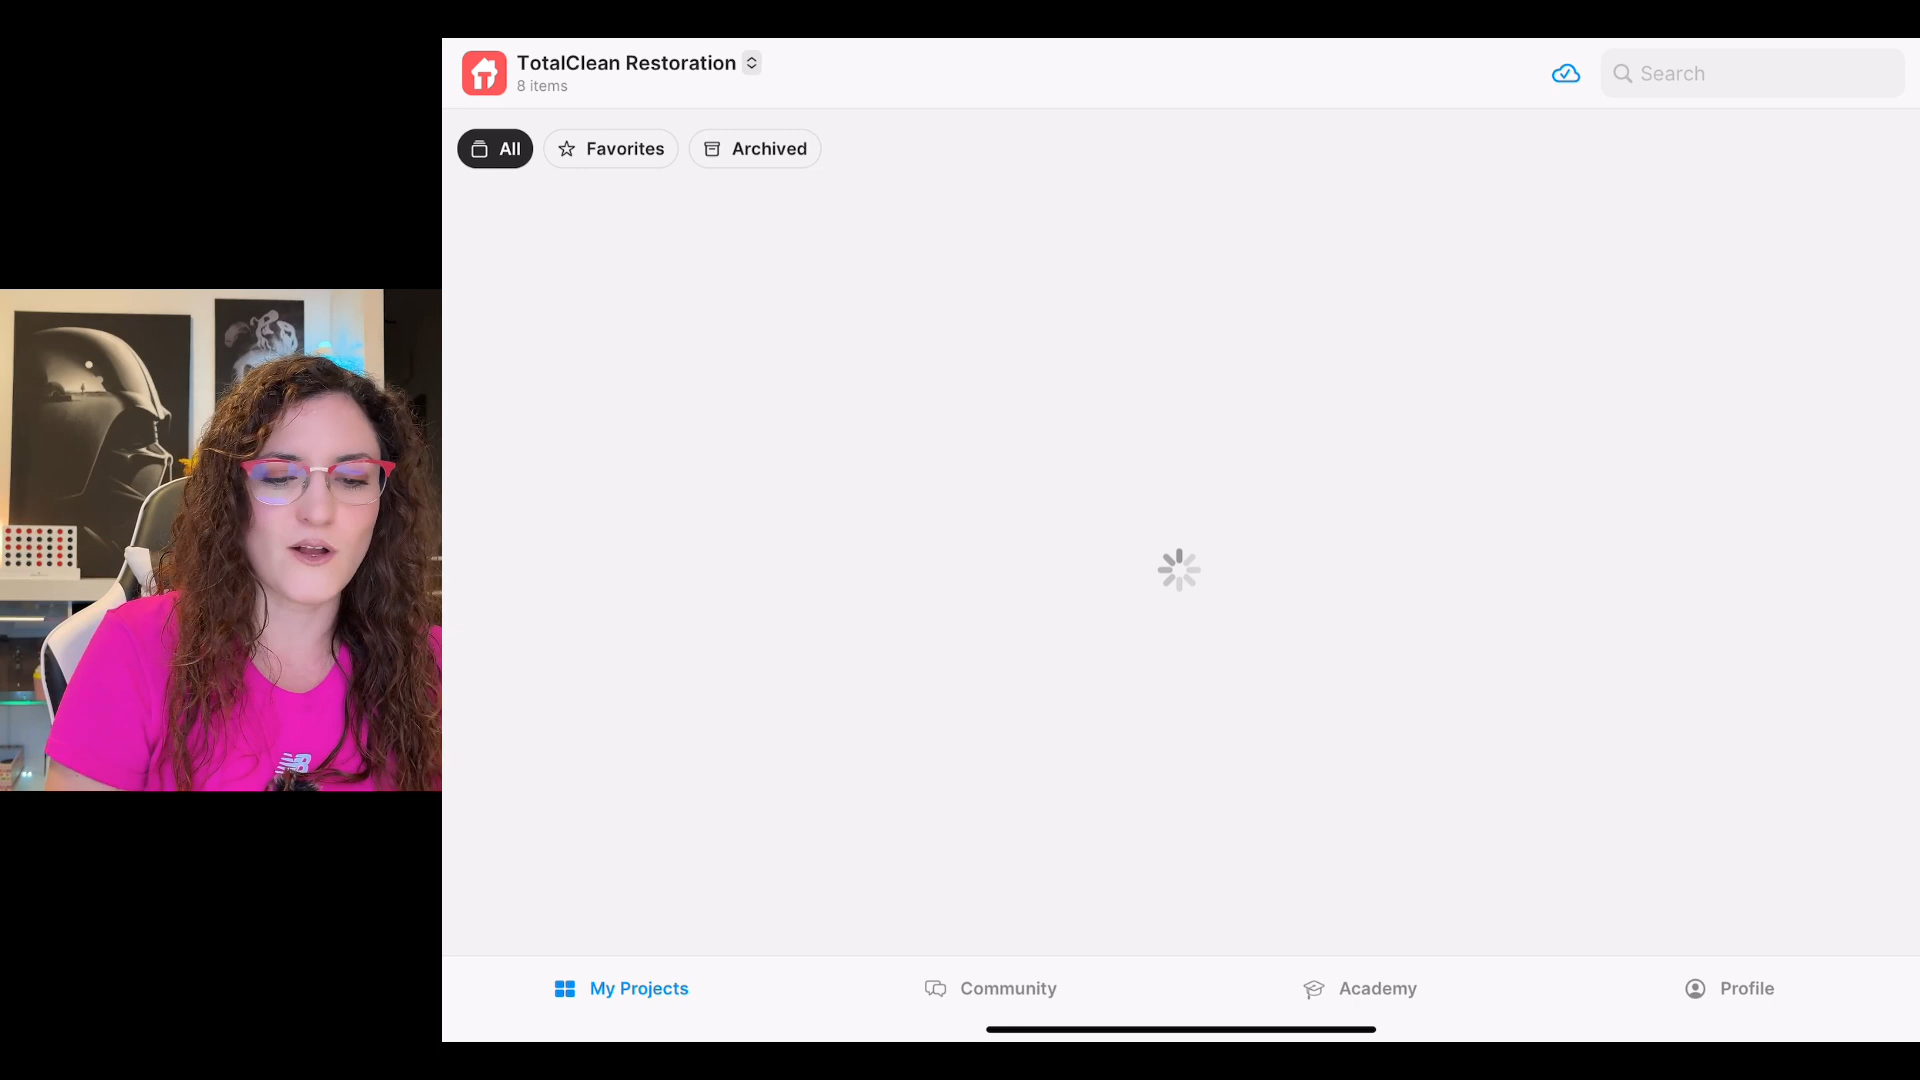 TotalClean Restoration
8 items
Search
All
Favorites
Archived
My Projects
Community
Academy
Profile